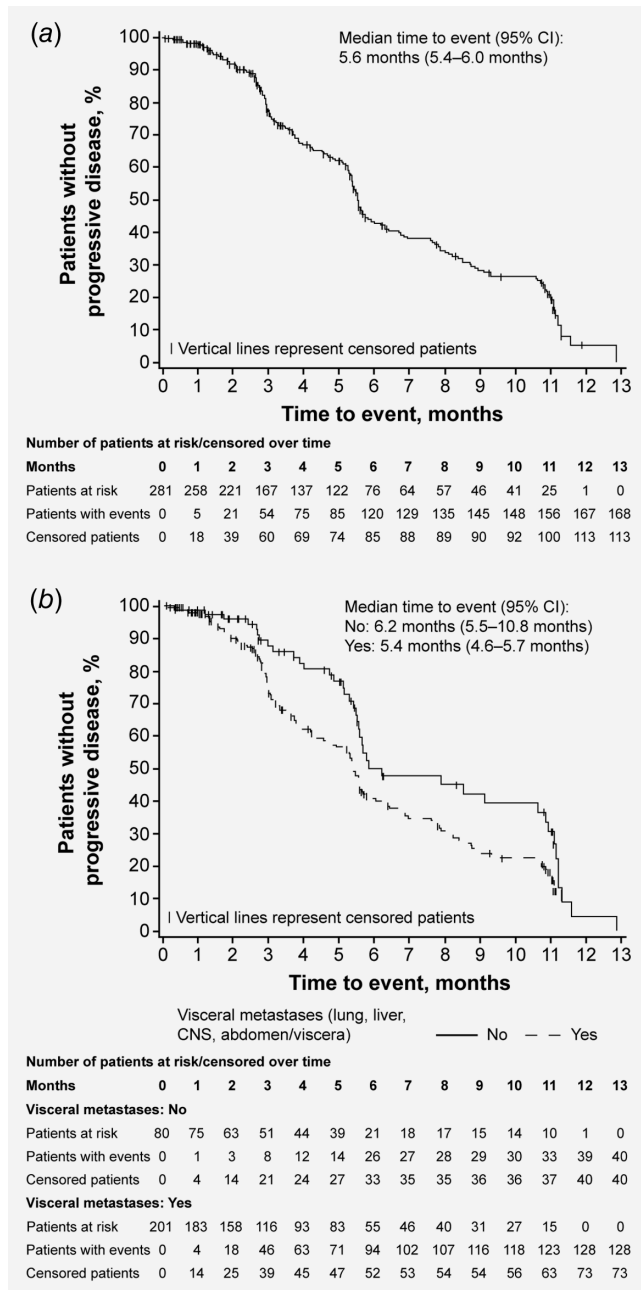 (a)
Median time to event (95% CI):
5.6 months (5.4–6.0 months)
Patients without
progressive disease, %
100
90
80
70
60
50
40
30
20
10
0
I Vertical lines represent censored patients
0 1 2 3 4 5 6 7 8 9 10 11 12 13
Time to event, months
Number of patients at risk/censored over time
Months 0 1 2 3 4 5 6 7 8 9 10 11 12 13
Patients at risk 281 258 221 167 137 122 76 64 57 46 41 25 1 0
Patients with events 0 5 21 54 75 85 120 129 135 145 148 156 167 168
Censored patients 0 18 39 60 69 74 85 88 89 90 92 100 113 113
(b)
Median time to event (95% CI):
No: 6.2 months (5.5–10.8 months)
Yes: 5.4 months (4.6–5.7 months)
Patients without
progressive disease, %
100
90
80
70
60
50
40
30
20
10
0
I Vertical lines represent censored patients
0 1 2 3 4 5 6 7 8 9 10 11 12 13
Time to event, months
Visceral metastases (lung, liver,
CNS, abdomen/viscera) No Yes
Number of patients at risk/censored over time
Months 0 1 2 3 4 5 6 7 8 9 10 11 12 13
Visceral metastases: No
Patients at risk 80 75 63 51 44 39 21 18 17 15 14 10 1 0
Patients with events 0 1 3 8 12 14 26 27 28 29 30 33 39 40
Censored patients 0 4 14 21 24 27 33 35 35 36 36 37 40 40
Visceral metastases: Yes
Patients at risk 201 183 158 116 93 83 55 46 40 31 27 15 0 0
Patients with events 0 4 18 46 63 71 94 102 107 116 118 123 128 128
Censored patients 0 14 25 39 45 47 52 53 54 54 56 63 73 73